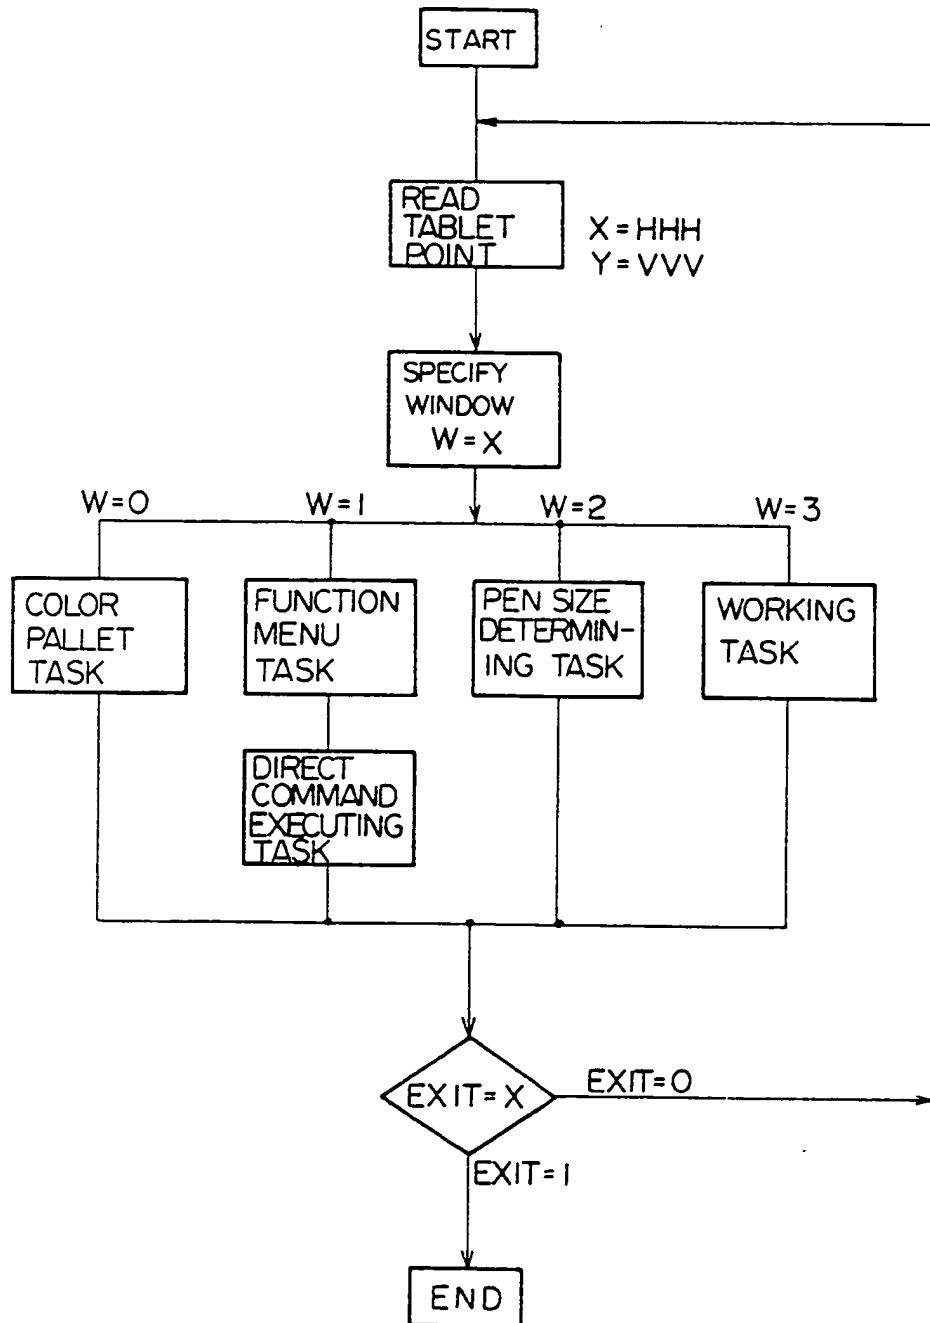 START
READ
TABLET
POINT
X=HHH
Y=VVV
SPECIFY
WINDOW
W=X
W=0
W=1
W=2
W=3
COLOR
PALLET
TASK
FUNCTION
MENU
TASK
PEN SIZE
DETERMIN-
ING TASK
WORKING
TASK
DIRECT
COMMAND
EXECUTING
TASK
EXIT=X
EXIT=0
EXIT=1
END